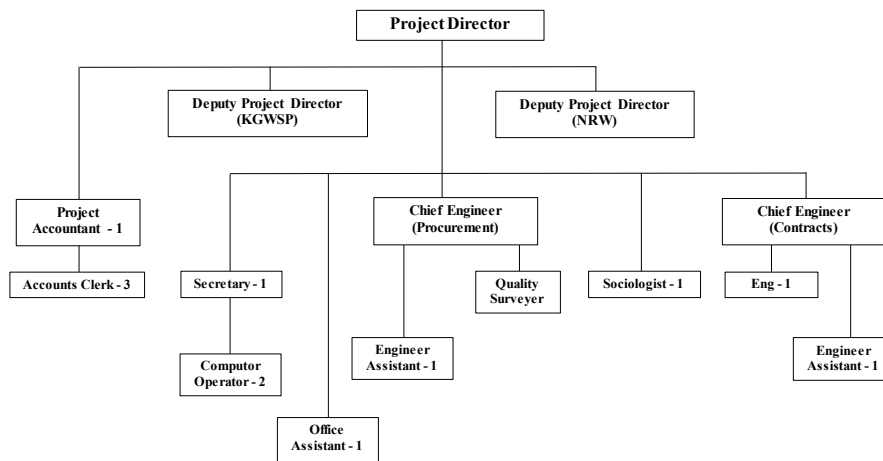 Project Director
Deputy Project Director
(KGWSP)
Deputy Project Director
(NRW)
Project
Accountant - 1
Chief Engineer
(Procurement)
Chief Engineer
(Contracts)
Accounts Clerk - 3
Secretary - 1
Quality
Surveyer
Sociologist - 1
Eng - 1
Computor
Operator - 2
Engineer
Assistant - 1
Engineer
Assistant - 1
Office
Assistant - 1